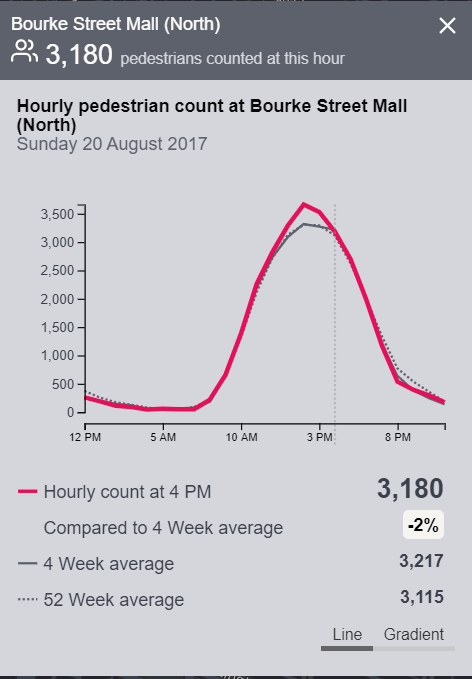 Bourke Street Mall (North)
3,180 pedestrians counted at this hour
Hourly pedestrian count at Bourke Street Mall
(North)
Sunday 20 August 2017
3,500
3,000
2,500
2,000
1,500
1,000
500
0
12 PM 5 AM 10 AM 3 PM 8 PM
Hourly count at 4 PM 3,180
Compared to 4 Week average -2%
4 Week average 3,217
52 Week average 3,115
Line Gradient